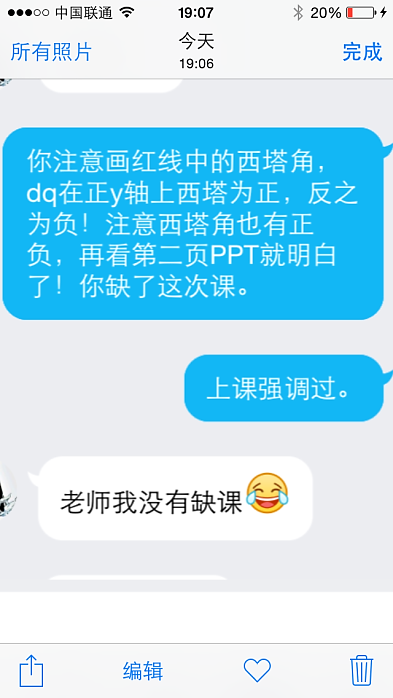 中国联通 19:07 20%
所有照片 今天 完成
19:06
你注意画红线中的西塔角，
dq在正y轴上西塔为正，反之
为负！注意西塔角也有正
负，再看第二页PPT就明白
了！你缺了这次课。
上课强调过。
老师我没有缺课😂
编辑